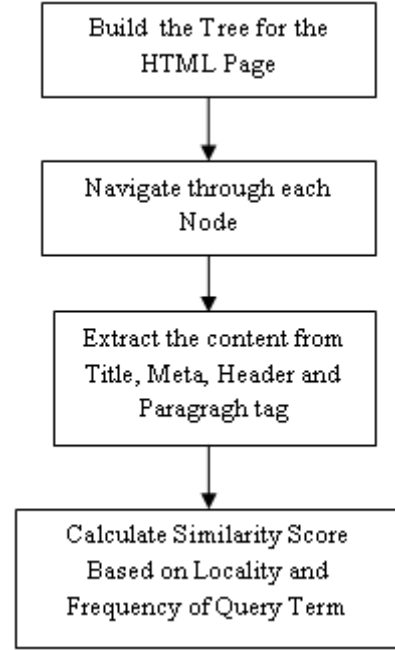 Build the Tree for the
HTML Page
Navigate through each
Node
Extract the content from
Title, Meta, Header and
Paragragh tag
Calculate Similarity Score
Based on Locality and
Frequency of Query Term